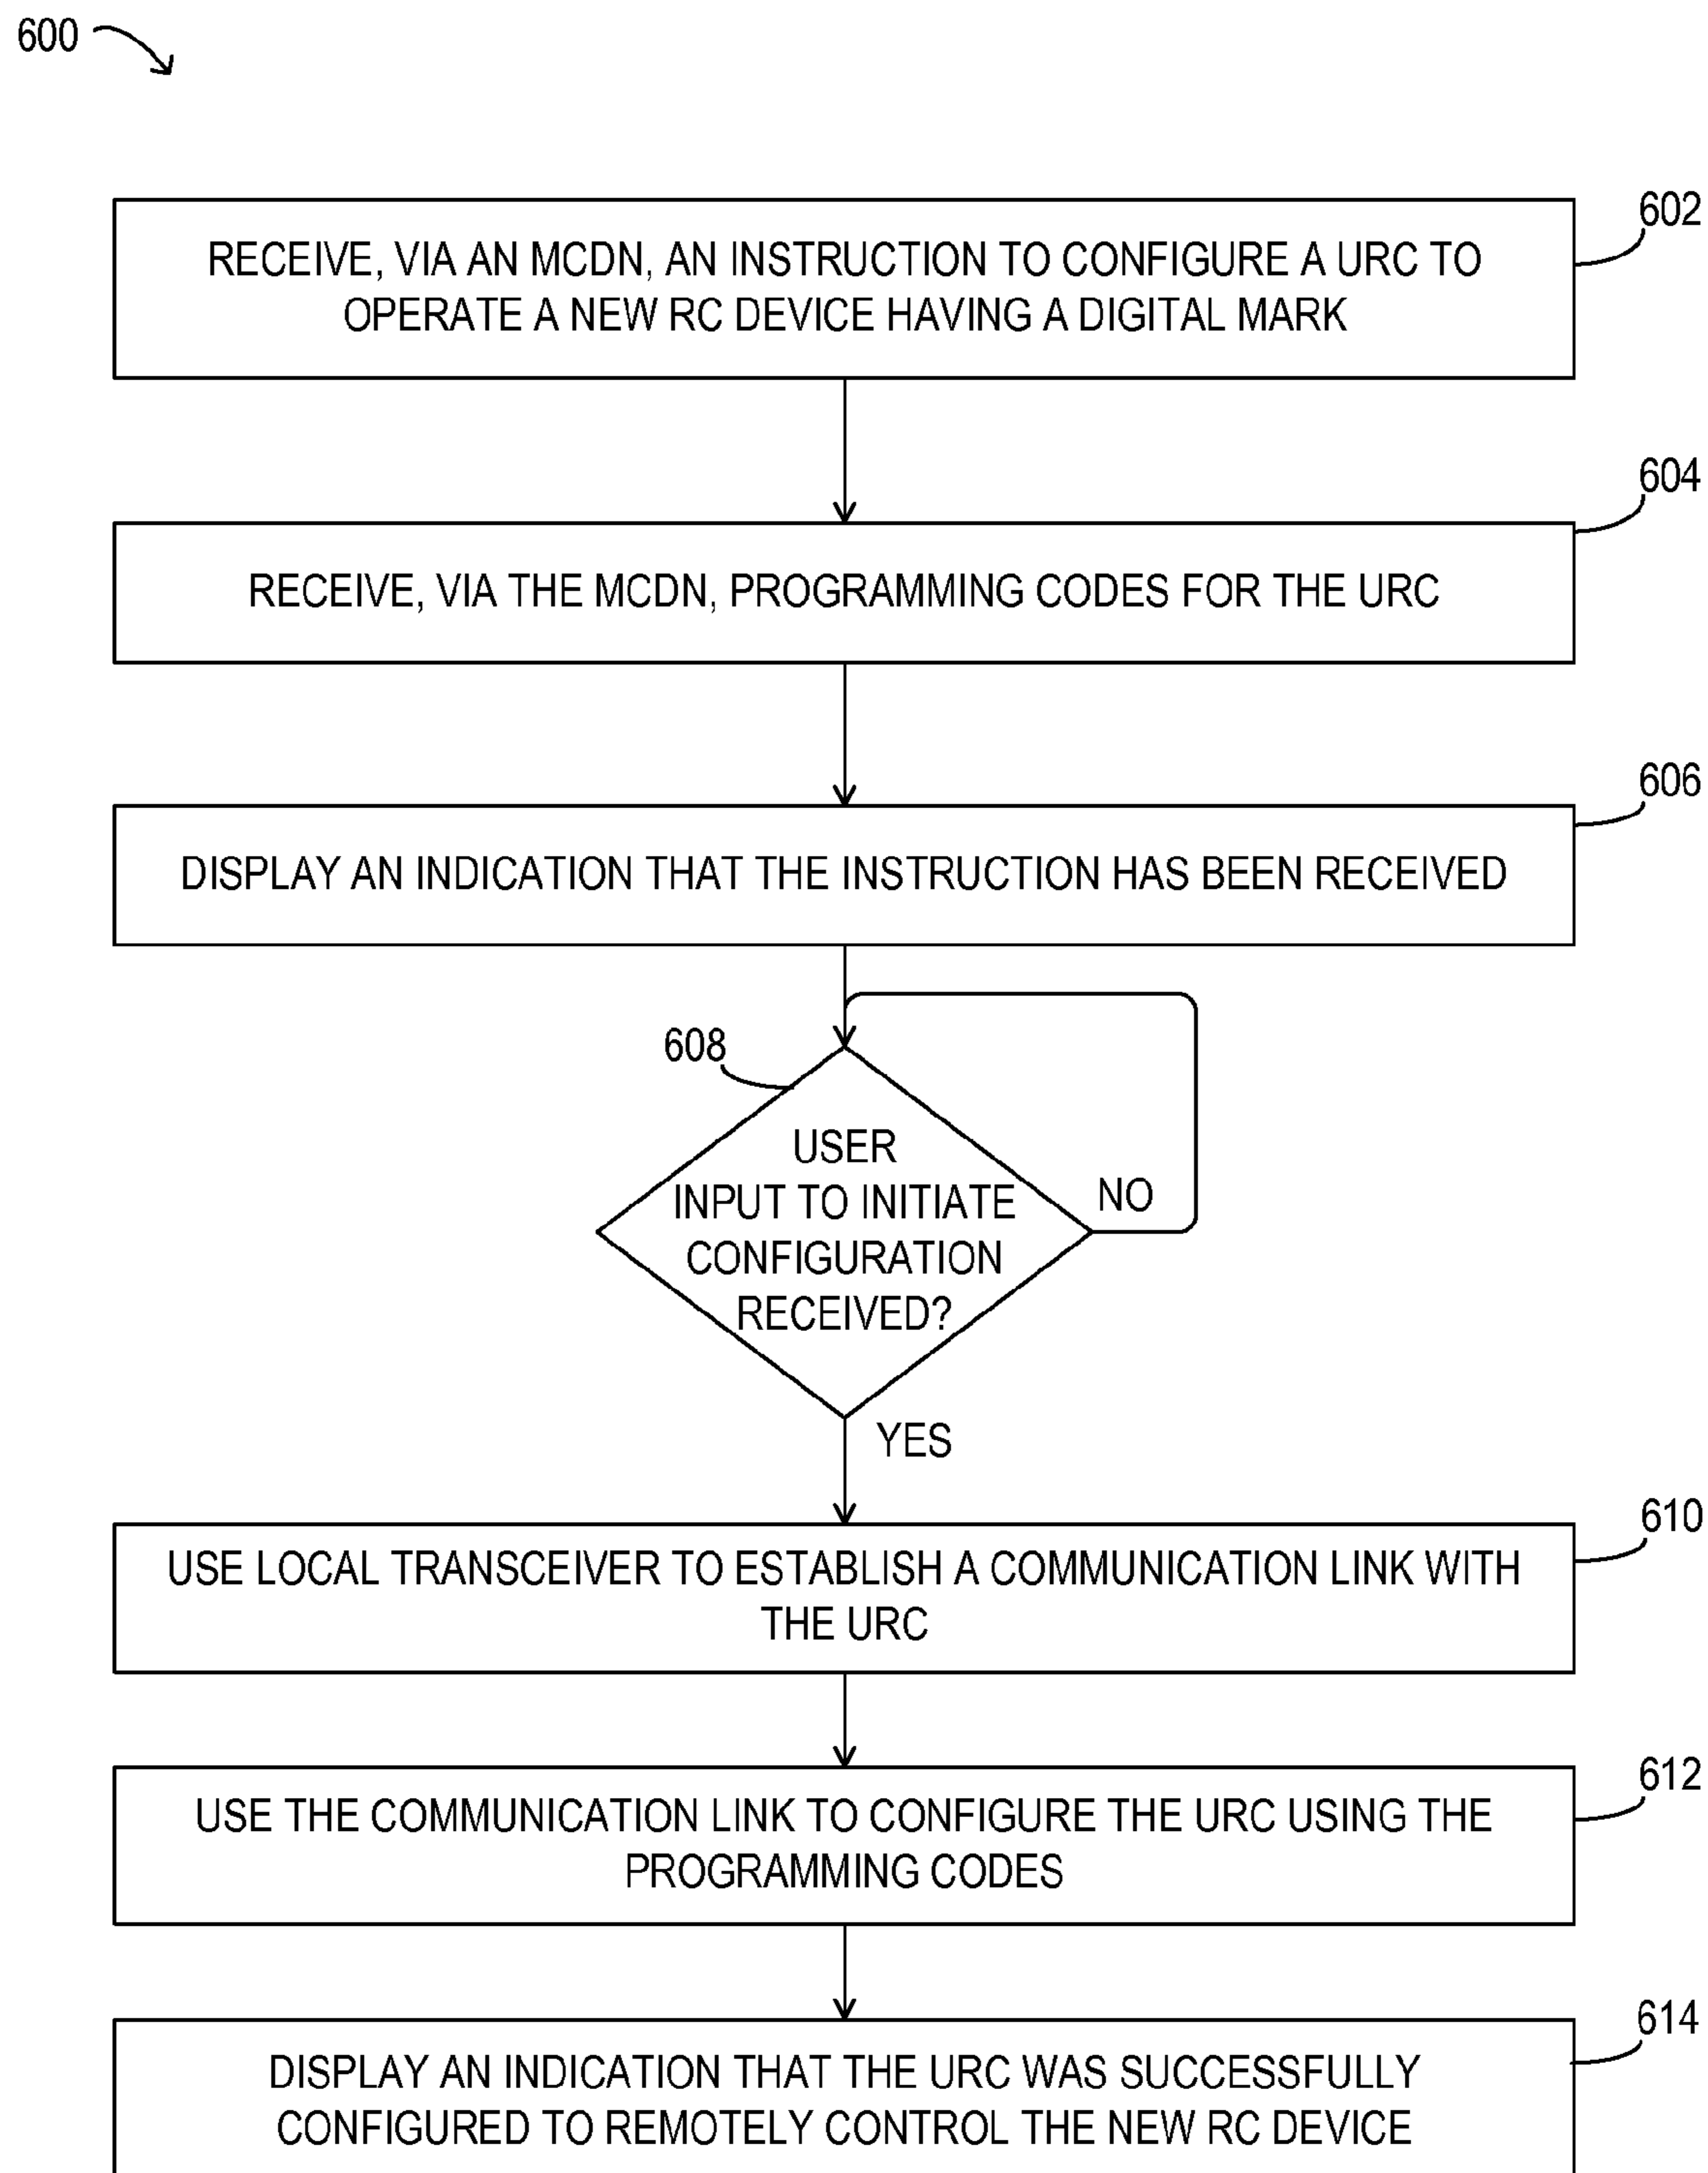 600
602
RECEIVE, VIA AN MCDN, AN INSTRUCTION TO CONFIGURE A URC TO
OPERATE A NEW RC DEVICE HAVING A DIGITAL MARK
604
RECEIVE, VIA THE MCDN, PROGRAMMING CODES FOR THE URC
606
DISPLAY AN INDICATION THAT THE INSTRUCTION HAS BEEN RECEIVED
608
USER
INPUT TO INITIATE
CONFIGURATION
RECEIVED?
NO
YES
610
USE LOCAL TRANSCEIVER TO ESTABLISH A COMMUNICATION LINK WITH
THE URC
612
USE THE COMMUNICATION LINK TO CONFIGURE THE URC USING THE
PROGRAMMING CODES
614
DISPLAY AN INDICATION THAT THE URC WAS SUCCESSFULLY
CONFIGURED TO REMOTELY CONTROL THE NEW RC DEVICE